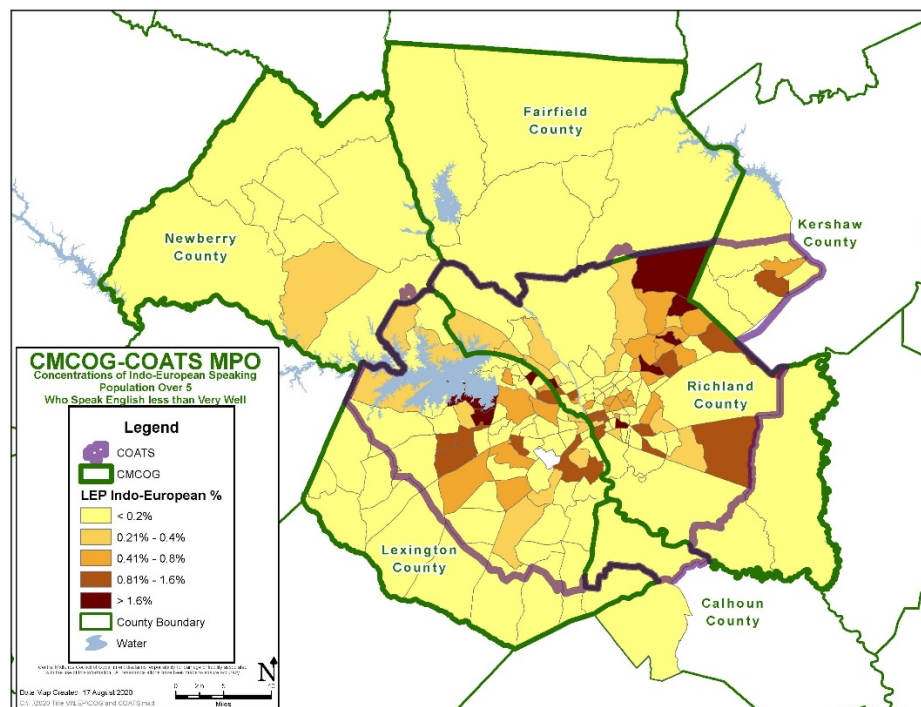 Fairfield
County
Kershaw
County
Newberry
County
Richland
County
Lexington
County
Calhoun
County
CMCOG-COATS MPO
Concentrations of Indo-European Speaking
Population Over 5
Who Speak English less than Very Well
Legend
COATS
CMCOG
LEP Indo-European %
< 0.2%
0.21% - 0.4%
0.41% - 0.8%
0.81% - 1.6%
> 1.6%
County Boundary
Water
N
Miles
Date Map Created: 17 August 2020